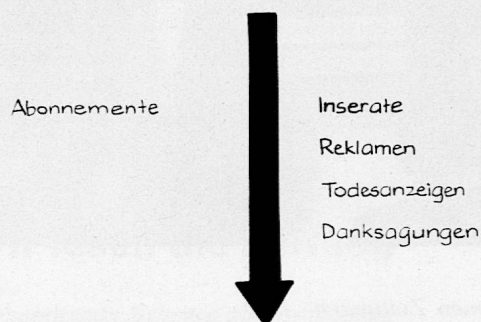 Abonnemente
Inserate
Reklamen
Todesanzeigen
Danksagungen